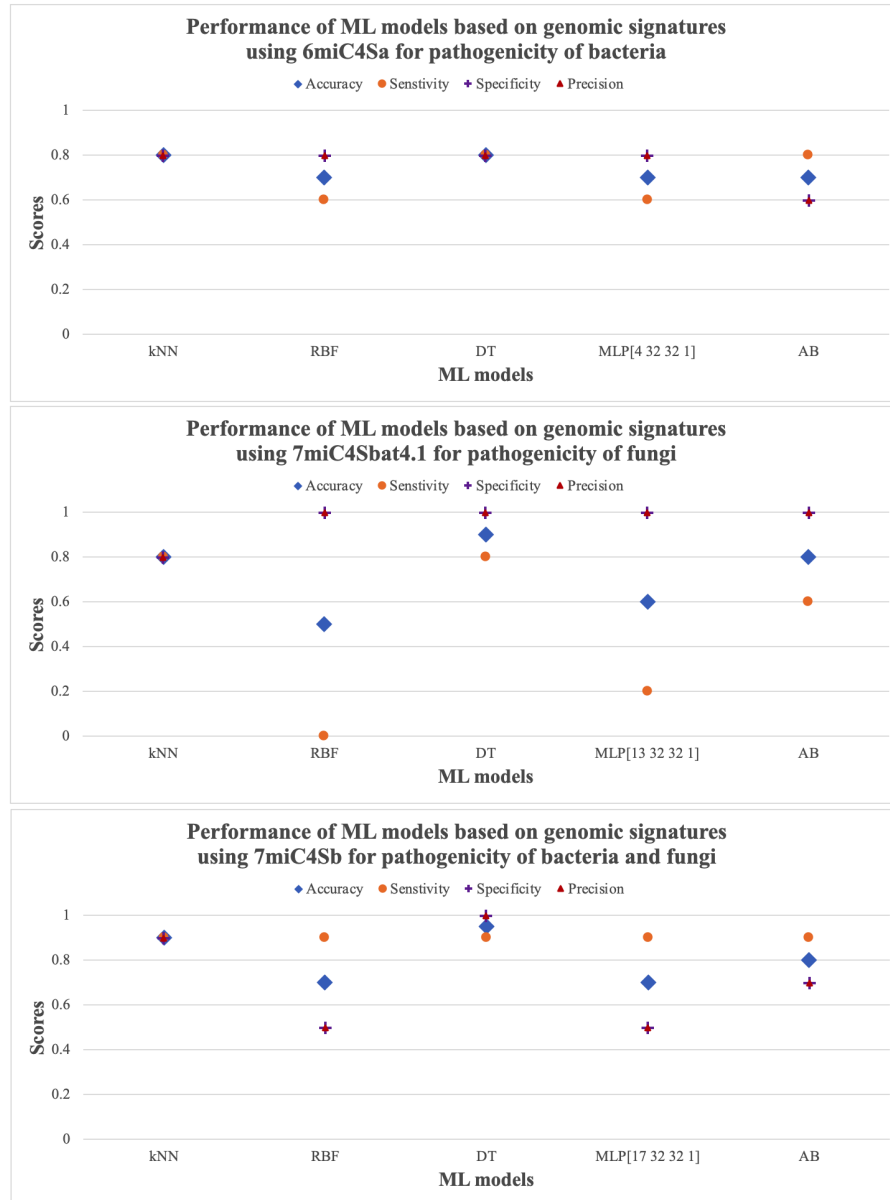 Performance of ML models based on genomic signatures
using 6miC4Sa for pathogenicity of bacteria
Accuracy Senstivity Specificity Precision
1
0.8
0.6
0.4
0.2
0
Scores
kNN RBF DT MLP[4 32 32 1] AB
ML models
Performance of ML models based on genomic signatures
using 7miC4Sbat4.1 for pathogenicity of fungi
Accuracy Senstivity Specificity Precision
1
0.8
0.6
0.4
0.2
0
Scores
kNN RBF DT MLP[13 32 32 1] AB
ML models
Performance of ML models based on genomic signatures
using 7miC4Sb for pathogenicity of bacteria and fungi
Accuracy Senstivity Specificity Precision
1
0.8
0.6
0.4
0.2
0
Scores
kNN RBF DT MLP[17 32 32 1] AB
ML models